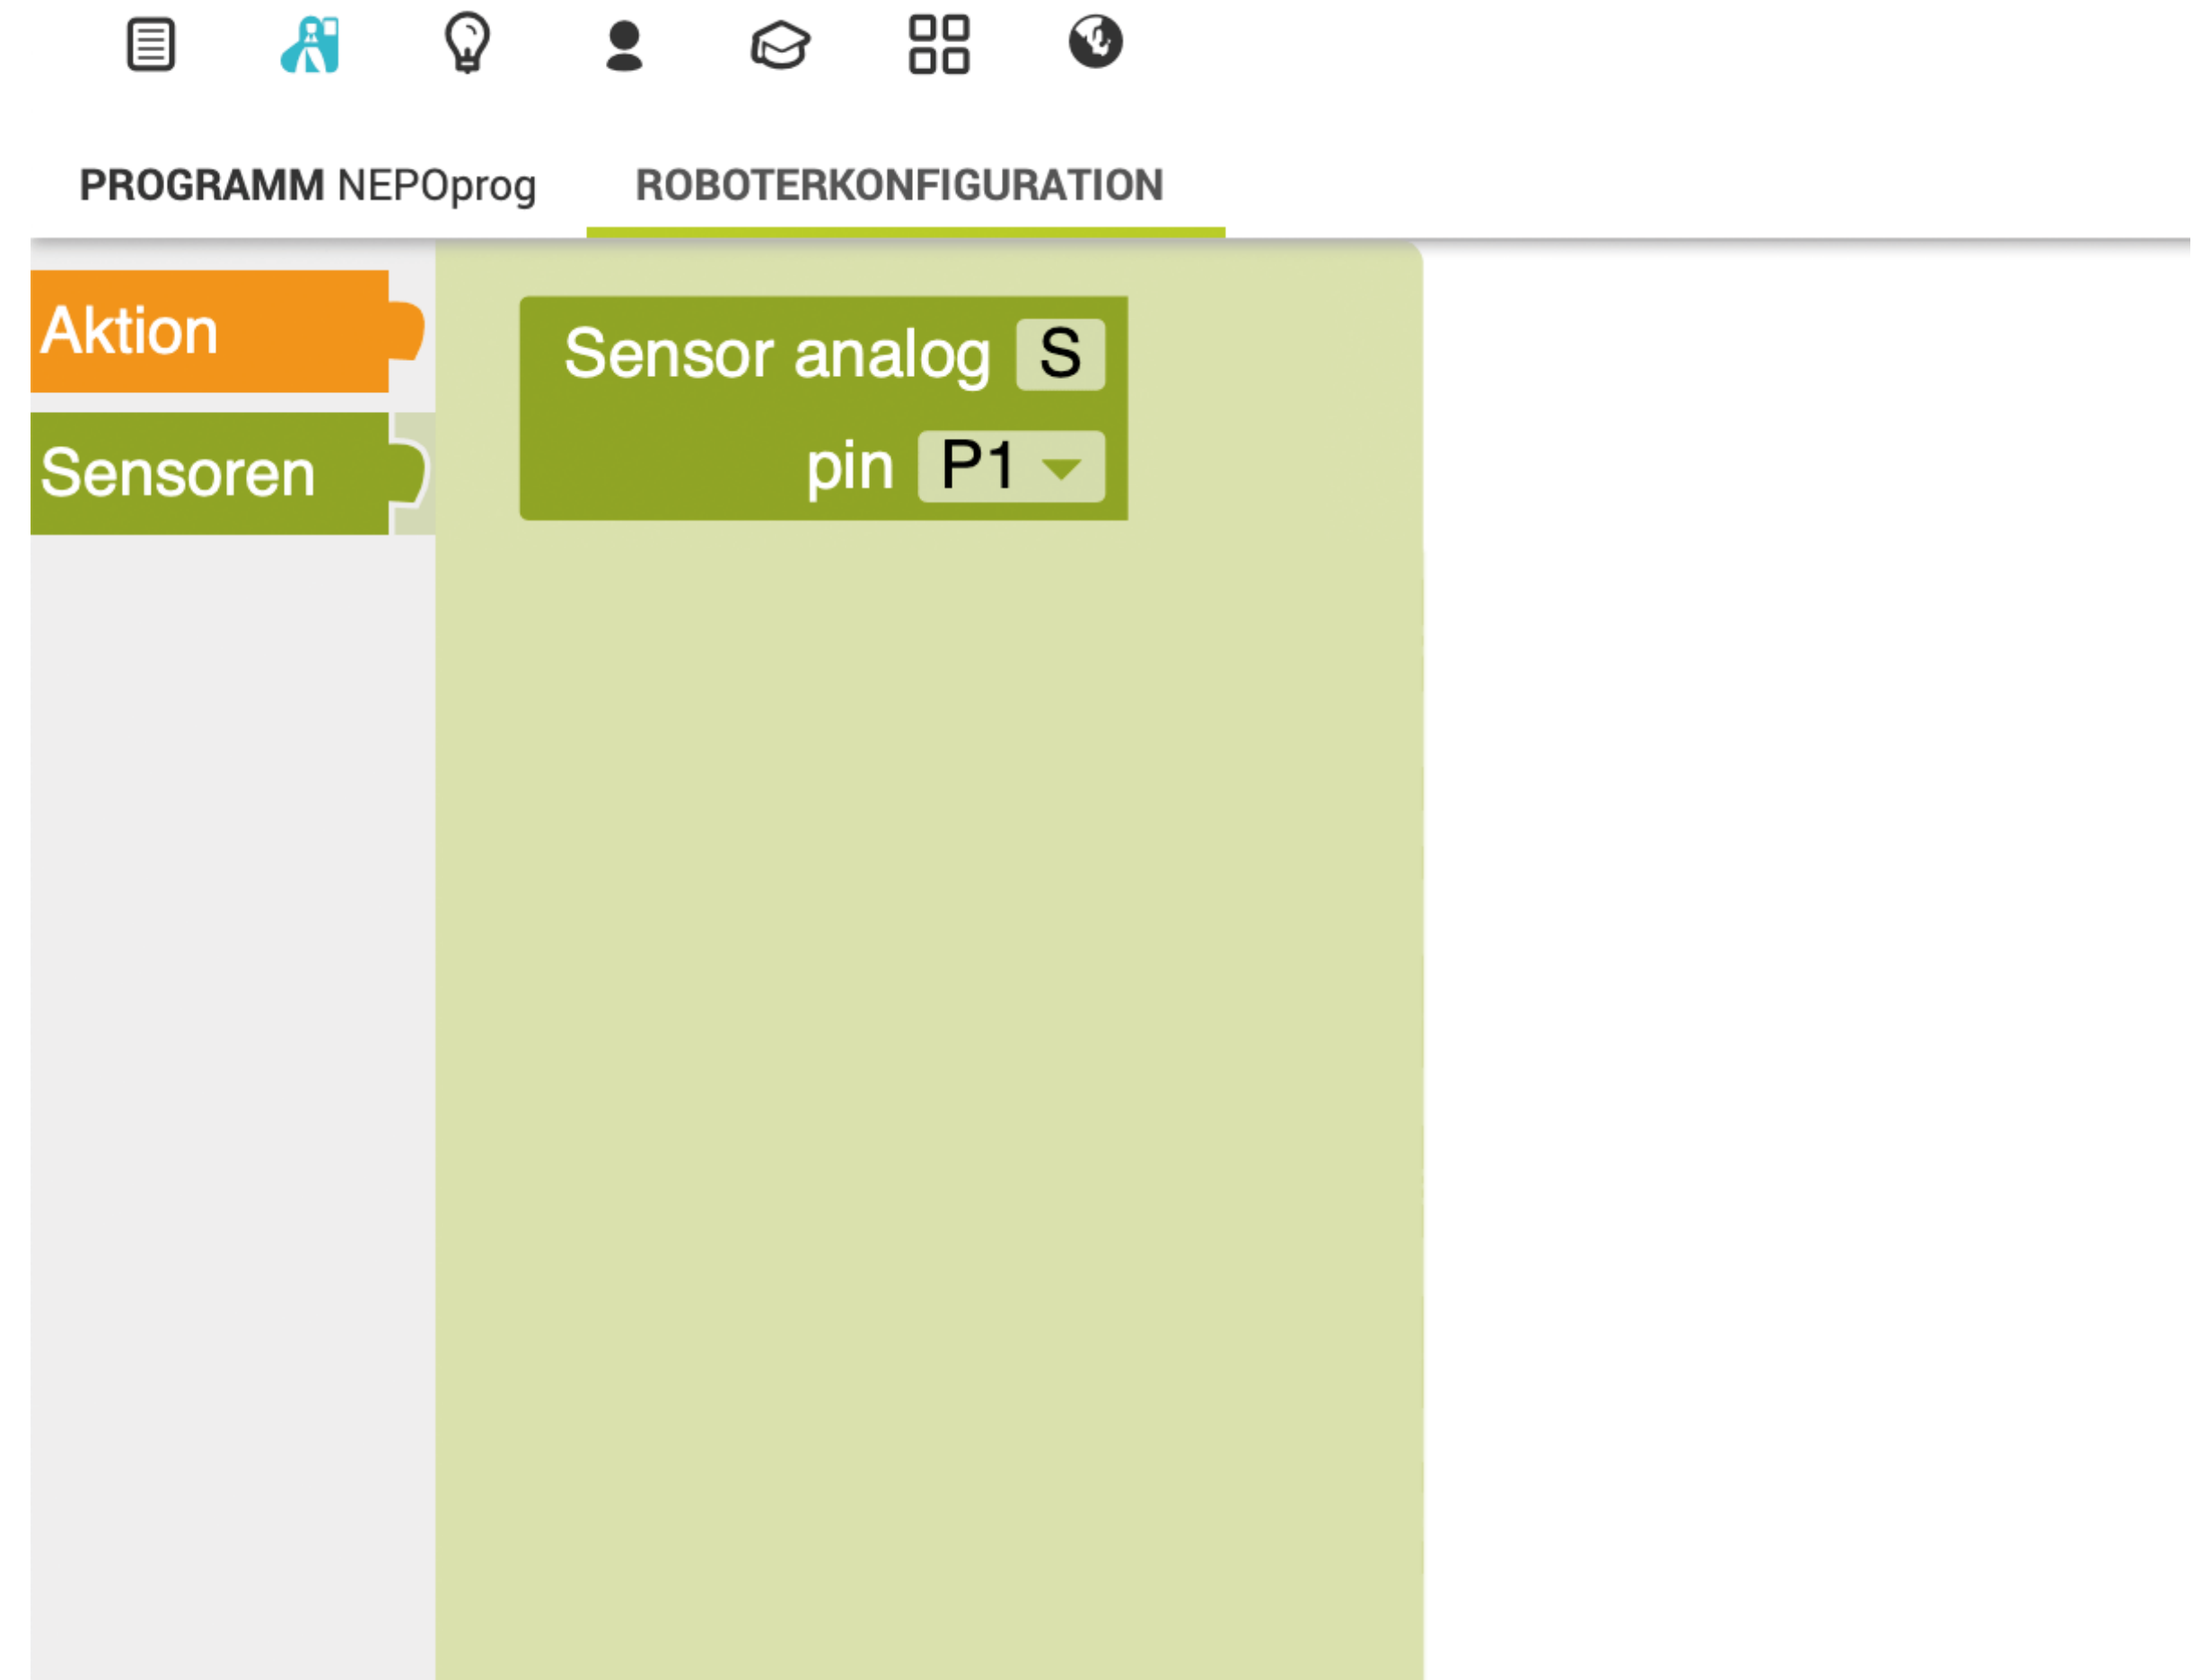 PROGRAMM NEPOprog
ROBOTERKONFIGURATION
Aktion
Sensoren
Sensor analog S
pin P1